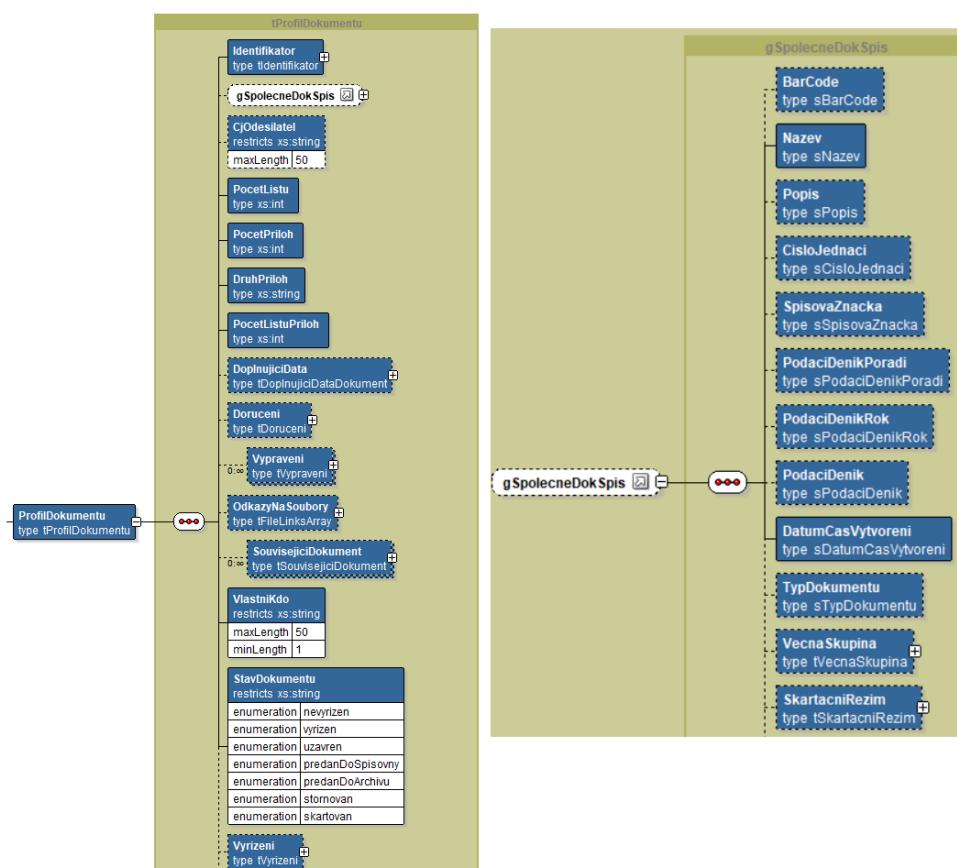 tProfilDokumentu
Identifikator
type tIdentifikator
gSpolecneDokSpis
CjOdesilatel
restricts xs:string
maxLength 50
PocetListu
type xs:int
PocetPriloh
type xs:int
DruhPriloh
type xs:string
PocetListuPriloh
type xs:int
DoplnujiciData
type tDoplnujiciDataDokument
Doruceni
type tDoruceni
Vypraveni
type tVypraveni
0:∞
OdkazyNaSoubory
type tFileLinksArray
SouvisejiciDokument
type tSouvisejiciDokument
0:∞
ProfilDokumentu
type tProfilDokumentu
VlastniKdo
restricts xs:string
maxLength 50
minLength 1
StavDokumentu
restricts xs:string
enumeration nevyrizen
enumeration vyrizen
enumeration uzavren
enumeration predanDoSpisovny
enumeration predanDoArchivu
enumeration stornovan
enumeration skartovan
Vyrizeni
type tVyrizeni
gSpolecneDokSpis
BarCode
type sBarCode
Nazev
type sNazev
Popis
type sPopis
CisloJednaci
type sCisloJednaci
SpisovaZnacka
type sSpisovaZnacka
PodaciDenikPoradi
type sPodaciDenikPoradi
PodaciDenikRok
type sPodaciDenikRok
gSpolecneDokSpis
PodaciDenik
type sPodaciDenik
DatumCasVytvoreni
type sDatumCasVytvoreni
TypDokumentu
type sTypDokumentu
VecnaSkupina
type tVecnaSkupina
SkartacniRezim
type tSkartacniRezim